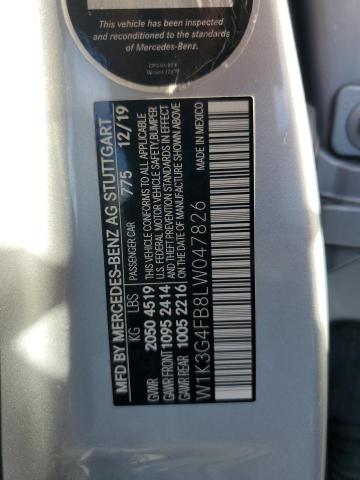 This vehicle has been inspected
and reconditioned to the standards
of Mercedes-Benz.
MFD BY MERCEDES-BENZ AG STUTTGART
PASSENGER CAR 775 12/19
KG LBS
GVWR 2050 4519
GAWR FRONT 1095 2414
GAWR REAR 1005 2216
THIS VEHICLE CONFORMS TO ALL APPLICABLE
U.S. FEDERAL MOTOR VEHICLE SAFETY, BUMPER
AND THEFT PREVENTION STANDARDS IN EFFECT
ON THE DATE OF MANUFACTURE SHOWN ABOVE
W1K3G4FB8LW047826
MADE IN MEXICO